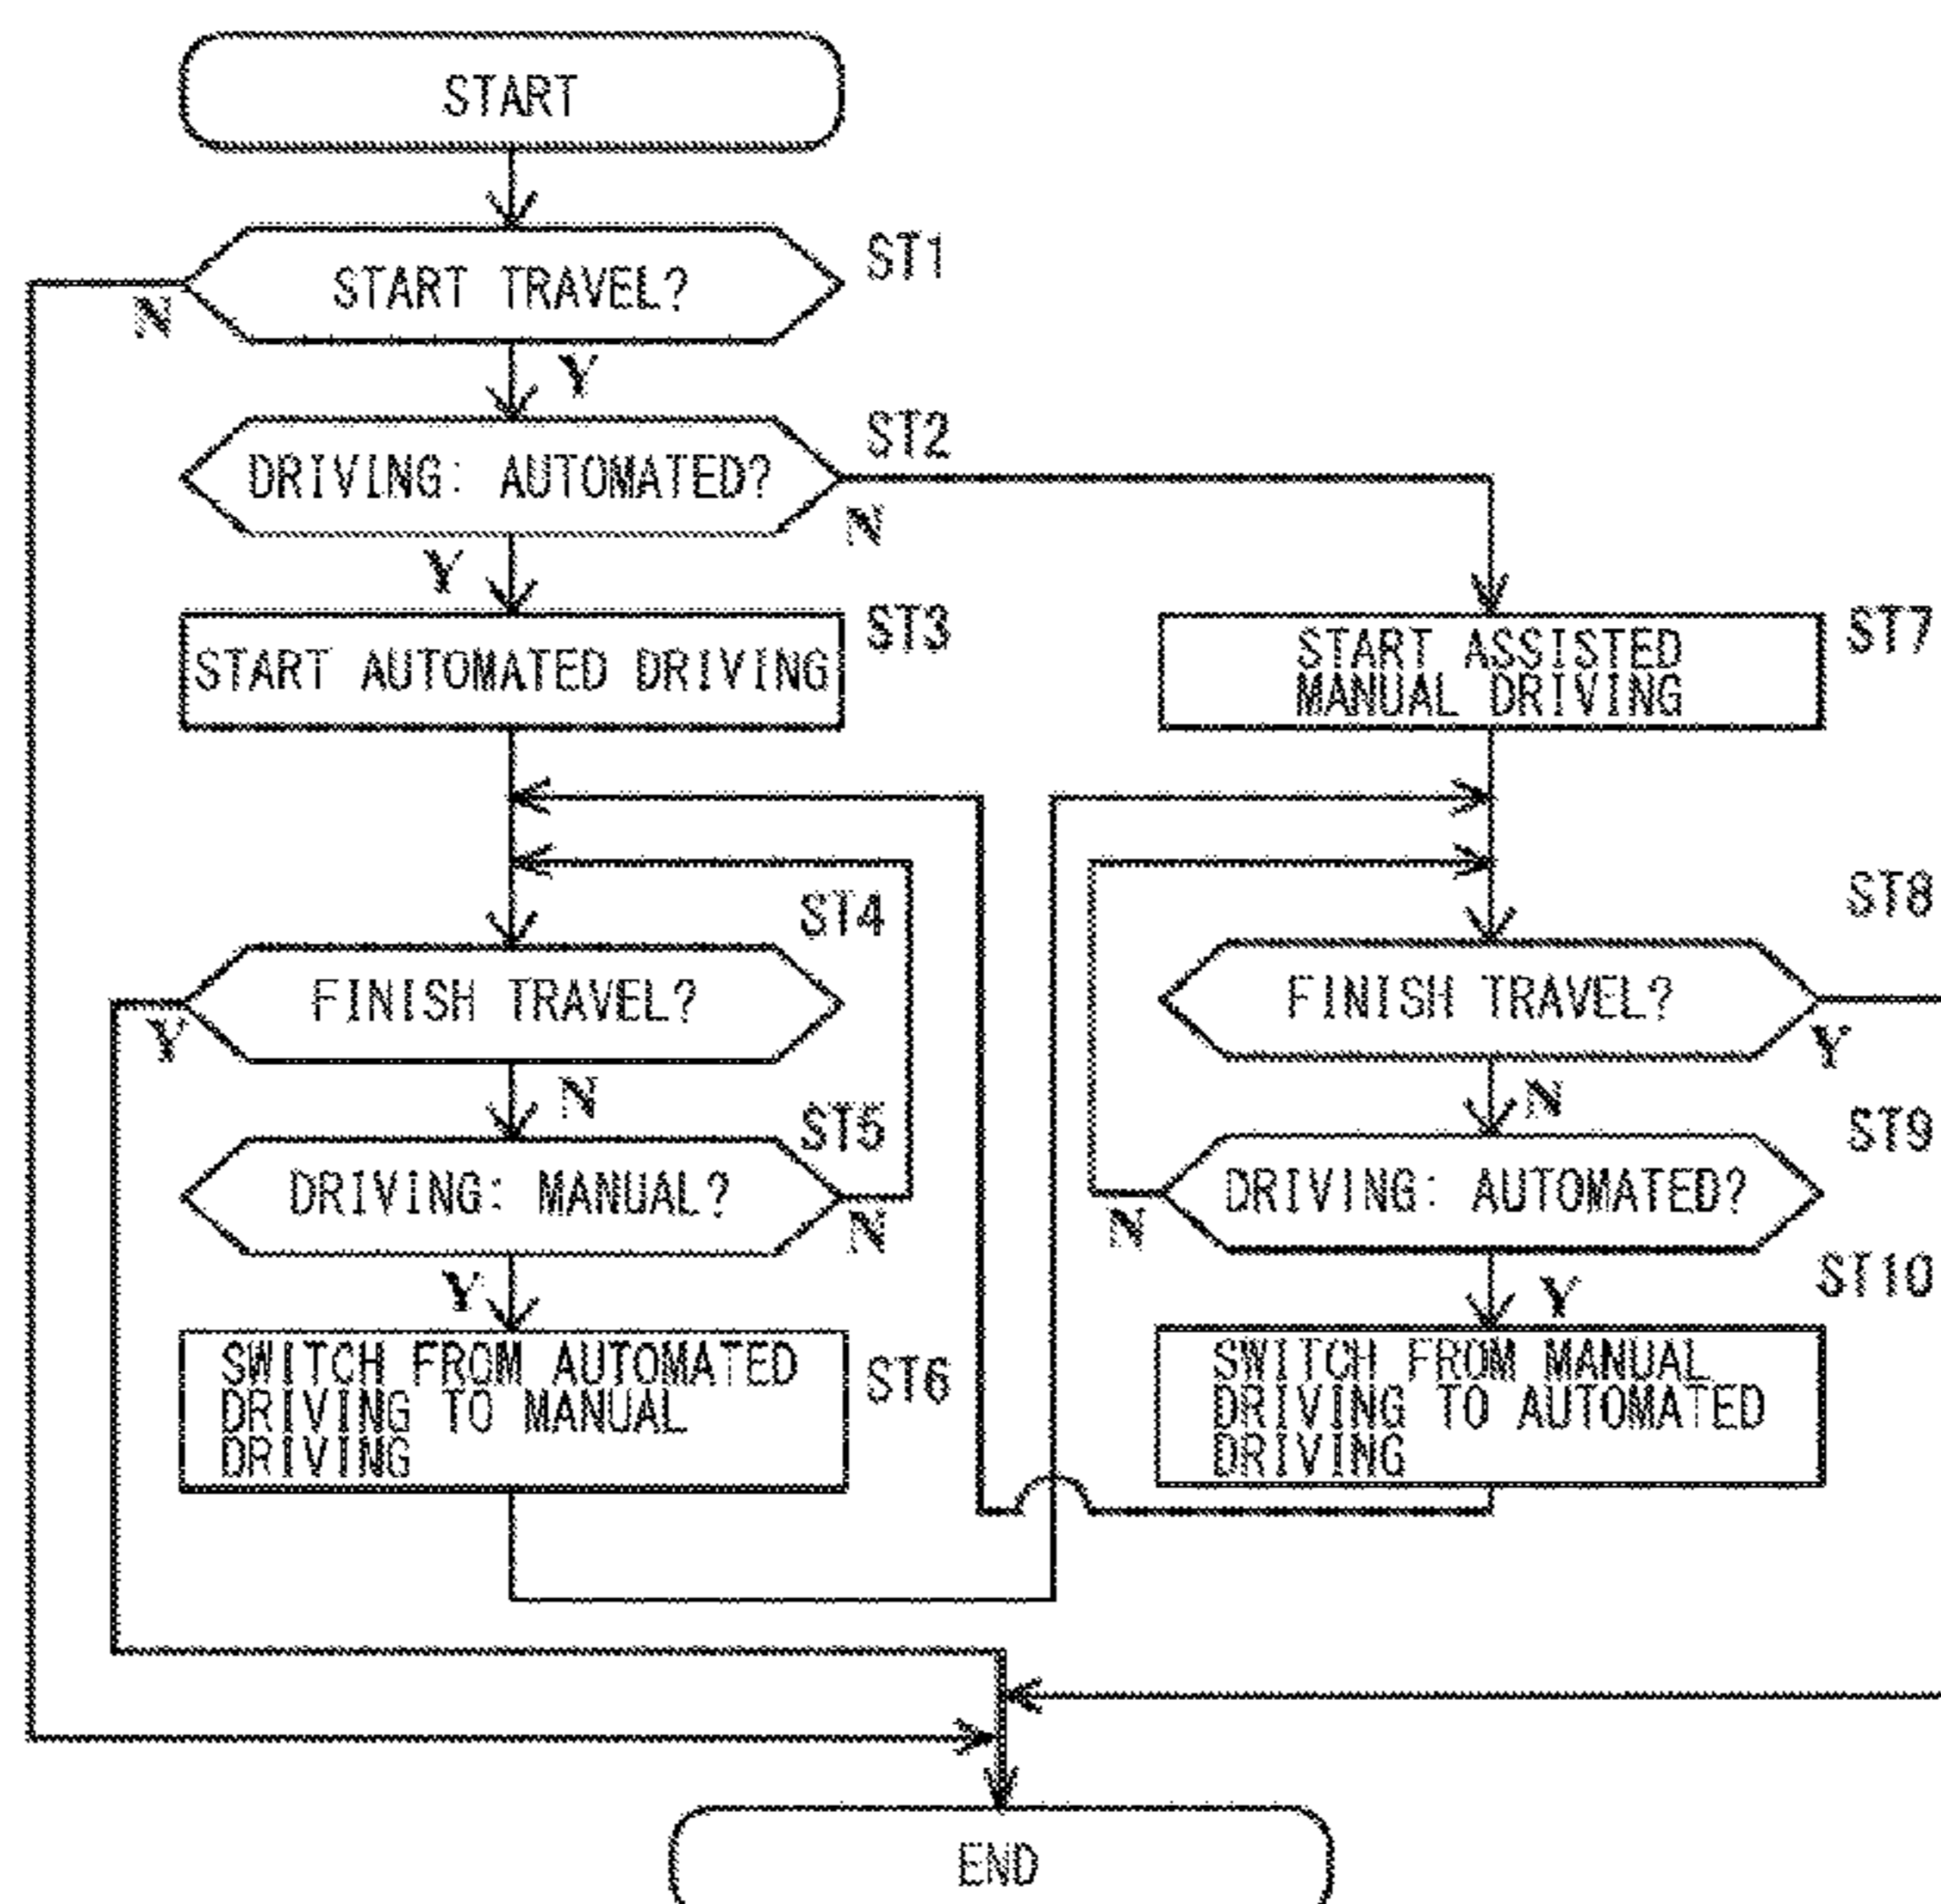 START
START TRAVEL?
ST1
N
Y
DRIVING: AUTOMATED?
ST2
N
Y
START AUTOMATED DRIVING
ST3
START ASSISTED
MANUAL DRIVING
ST7
FINISH TRAVEL?
ST4
Y
N
DRIVING: MANUAL?
ST5
N
Y
SWITCH FROM AUTOMATED
DRIVING TO MANUAL
DRIVING
ST6
FINISH TRAVEL?
ST8
Y
N
DRIVING: AUTOMATED?
ST9
N
Y
SWITCH FROM MANUAL
DRIVING TO AUTOMATED
DRIVING
ST10
END